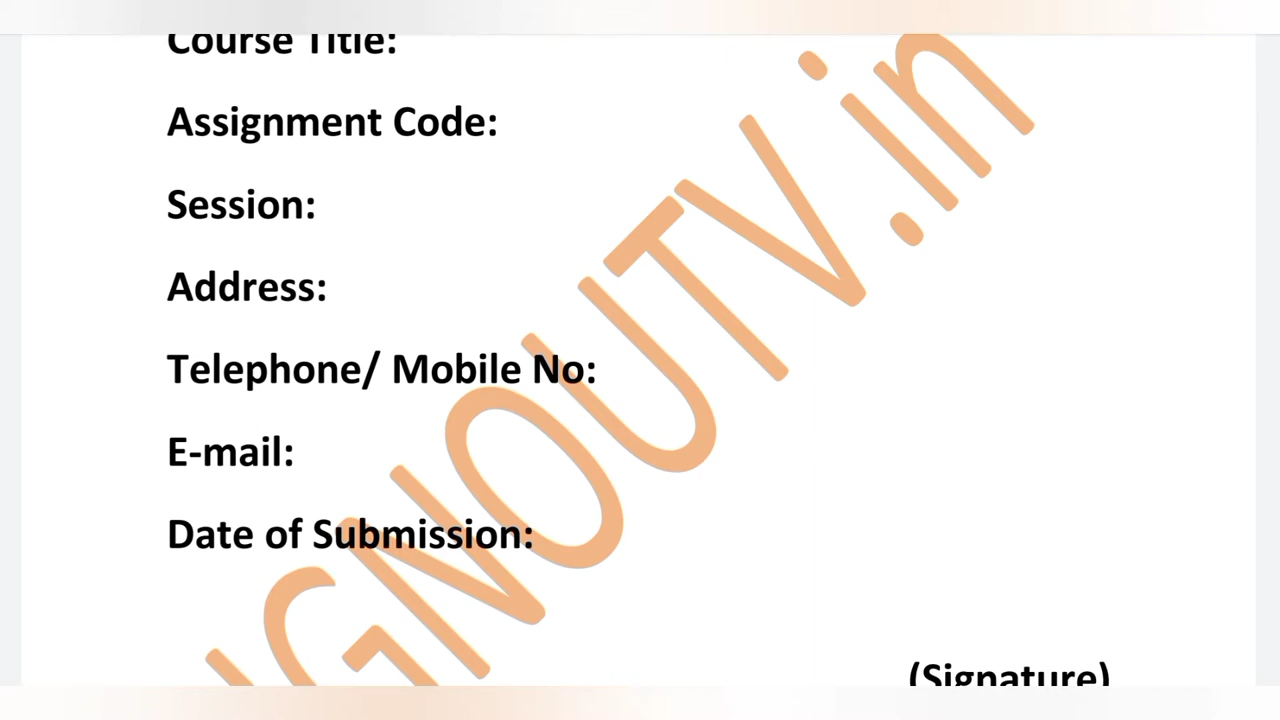 Course Title:
Assignment Code:
Session:
Address:
Telephone/ Mobile No:
E-mail:
Date of Submission:
(Signature)
IGNOUTV.in